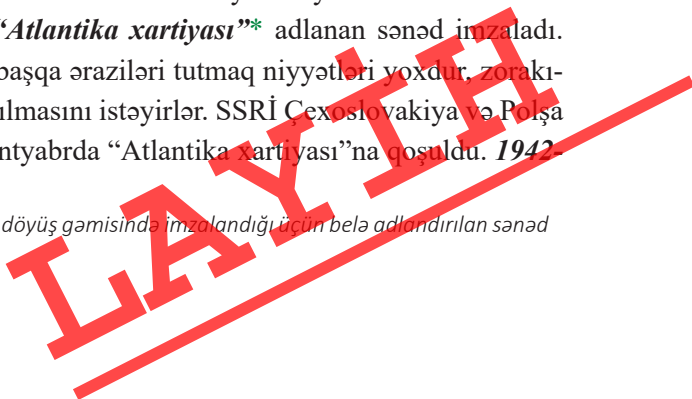 “Atlantika xartiyası”* adlanan sənəd imzaladı.
başqa əraziləri tutmaq niyyətləri yoxdur, zorakı-
ılmasını istəyirlər. SSRİ Çexoslovakiya və Polşa
ntyabrda “Atlantika xartiyası”na qoşuldu. 1942-
döyüş gəmisində imzalandığı üçün belə adlandırılan sənəd
LAYİH